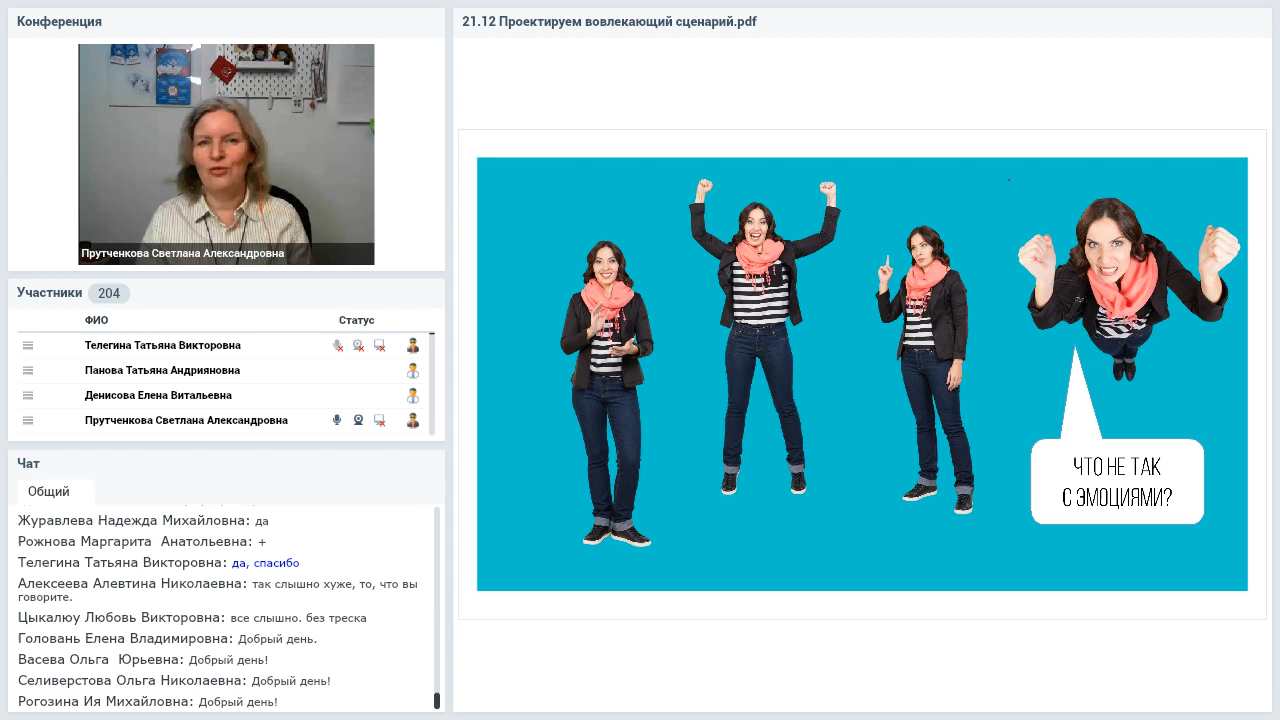 Конференция
Прутченкова Светлана Александровна
Участники 204
ФИО Статус
Телегина Татьяна Викторовна
Панова Татьяна Андрияновна
Денисова Елена Витальевна
Прутченкова Светлана Александровна
Чат
Общий
Журавлева Надежда Михайловна: да
Рожнова Маргарита Анатольевна: +
Телегина Татьяна Викторовна: да, спасибо
Алексеева Алевтина Николаевна: так слышно хуже, то, что вы
говорите.
Цыкалюу Любовь Викторовна: все слышно. без треска
Головань Елена Владимировна: Добрый день.
Васева Ольга Юрьевна: Добрый день!
Селиверстова Ольга Николаевна: Добрый день!
Рогозина Ия Михайловна: Добрый день!
21.12 Проектируем вовлекающий сценарий.pdf
ЧТО НЕ ТАК
С ЭМОЦИЯМИ?